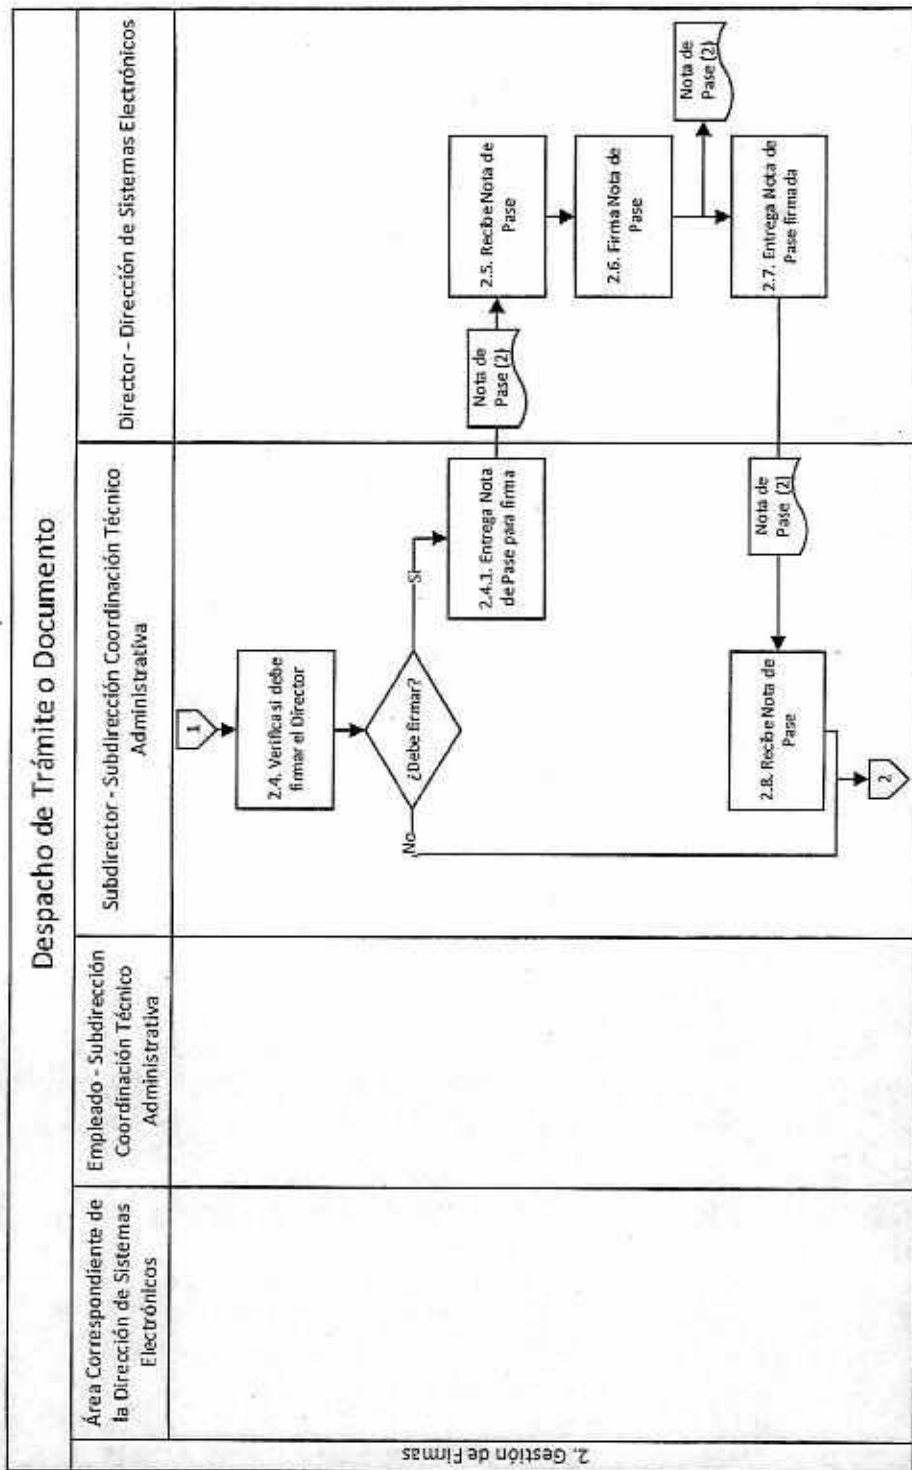 Despacho de Trámite o Documento
Área Correspondiente de
la Dirección de Sistemas
Electrónicos
Empleado - Subdirección
Coordinación Técnico
Administrativa
Subdirector - Subdirección Coordinación Técnico
Administrativa
Director - Dirección de Sistemas Electrónicos
2. Gestión de Firmas
1
2.4. Verifica si debe
firmar el Director
¿Debe firmar?
No
Si
2.4.1. Entrega Nota
de Pase para firma
Nota de
Pase (2)
2.5. Recibe Nota de
Pase
2.6. Firma Nota de
Pase
Nota de
Pase (2)
2.7. Entrega Nota de
Pase firmada
Nota de
Pase (2)
2.8. Recibe Nota de
Pase
2